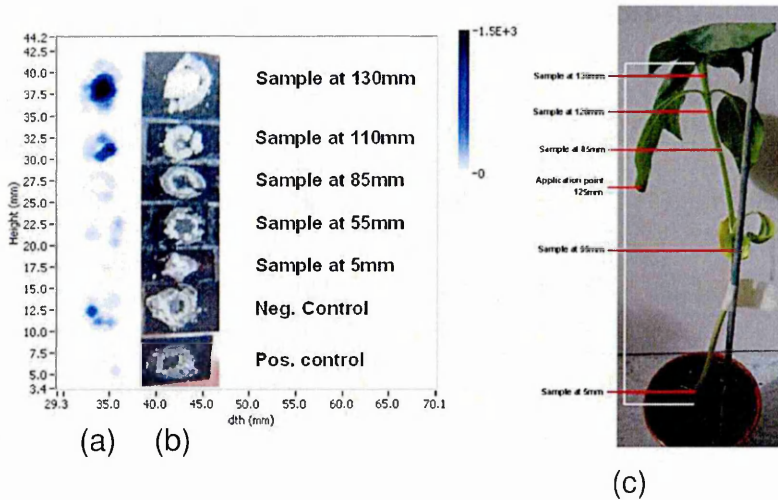 44.2
40.0
37.5
35.0
32.5
30.0
27.5
25.0
22.5
20.0
17.5
15.0
12.5
10.0
7.5
5.0
3.4
Height (mm)
29.3 35.0 40.0 45.0 50.0 55.0 60.0 65.0 70.1
dth (mm)
Sample at 130mm
Sample at 110mm
Sample at 85mm
Sample at 55mm
Sample at 5mm
Neg. Control
Pos. control
-1.5E+3
-0
(a) (b)
Sample at 130mm
Sample at 120mm
Sample at 85mm
Application point
125mm
Sample at 55mm
Sample at 5mm
(c)